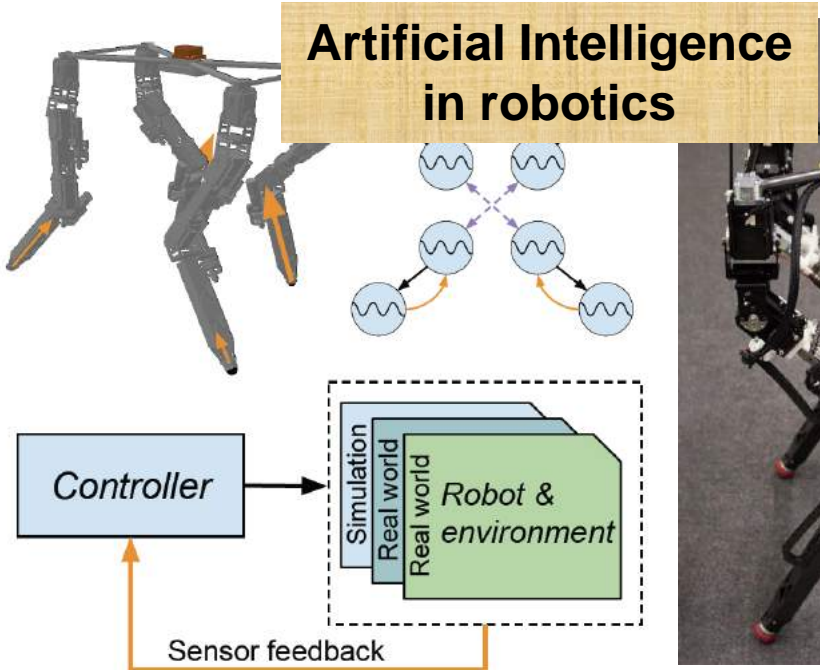 Artificial Intelligence
in robotics
Controller
Simulation
Real world
Real world
Robot &
environment
Sensor feedback